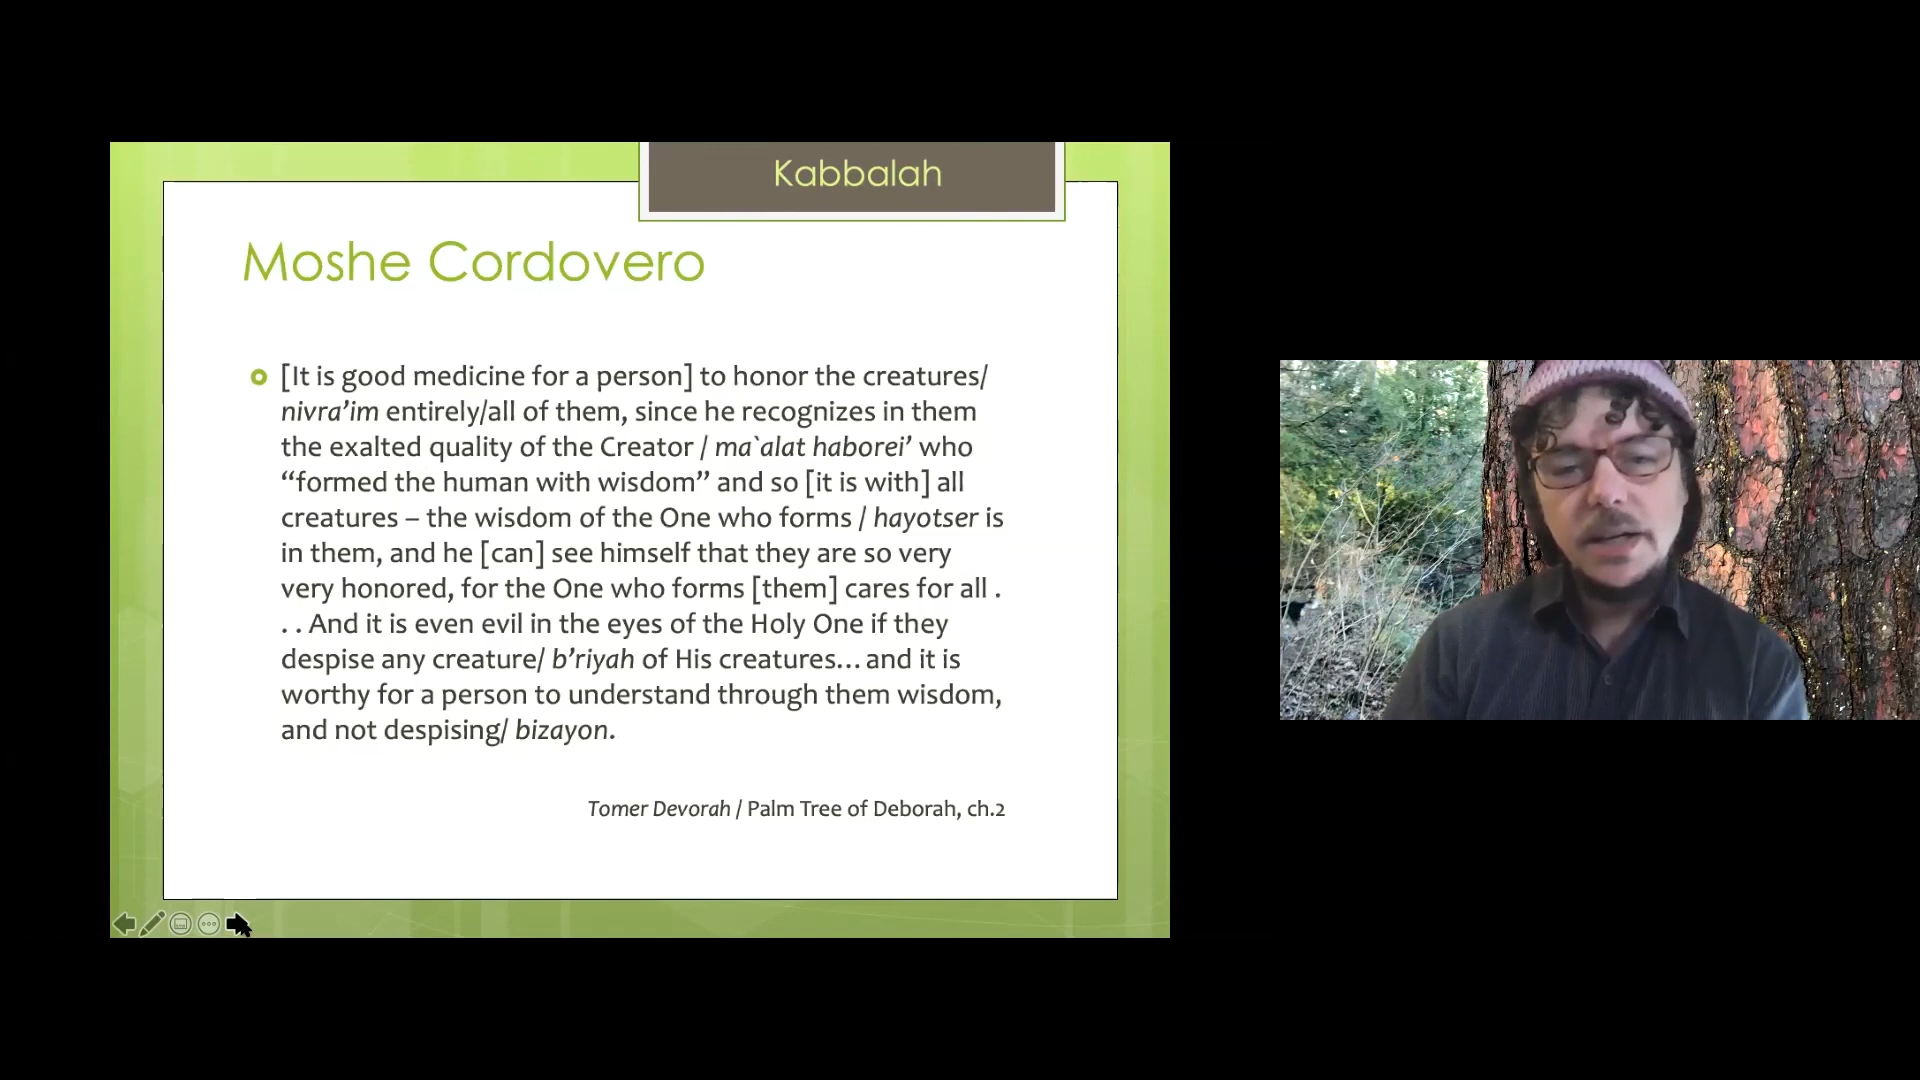 Kabbalah
Moshe Cordovero
[It is good medicine for a person] to honor the creatures/
nivra’im entirely/all of them, since he recognizes in them
the exalted quality of the Creator / ma`alat haborei’ who
“formed the human with wisdom” and so [it is with] all
creatures – the wisdom of the One who forms / hayotser is
in them, and he [can] see himself that they are so very
very honored, for the One who forms [them] cares for all .
. . And it is even evil in the eyes of the Holy One if they
despise any creature/ b’riyah of His creatures... and it is
worthy for a person to understand through them wisdom,
and not despising/ bizayon.
Tomer Devorah / Palm Tree of Deborah, ch.2